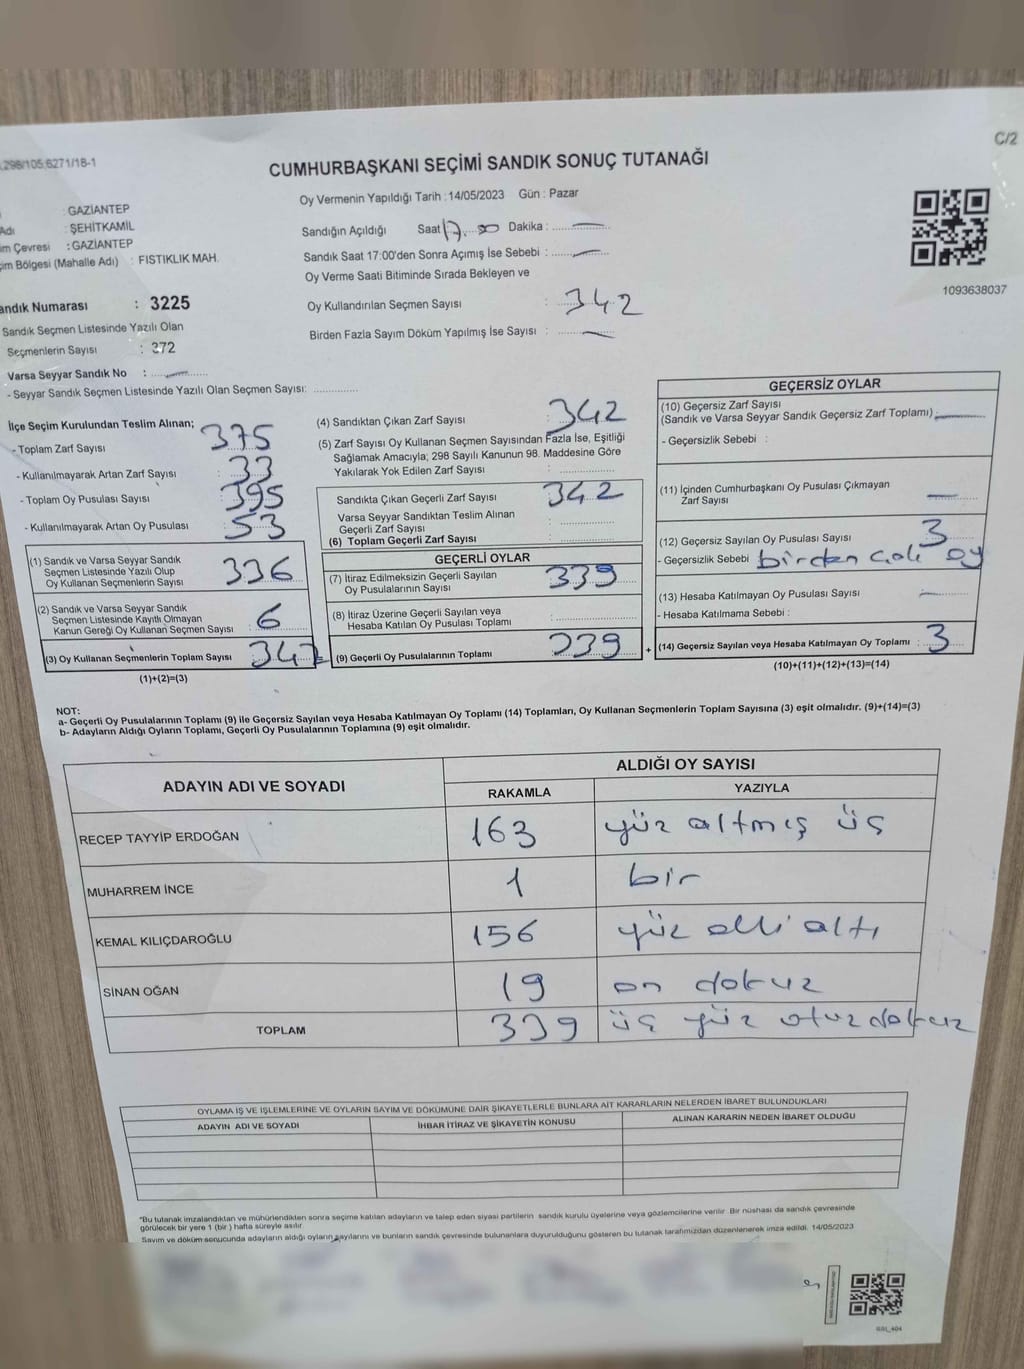 298/105.6271/18-1
C/2
CUMHURBAŞKANI SEÇİMİ SANDIK SONUÇ TUTANAĞI
Oy Vermenin Yapıldığı Tarih : 14/05/2023 Gün : Pazar
: GAZİANTEP
Adı : ŞEHİTKAMİL
im Çevresi : GAZİANTEP
çim Bölgesi (Mahalle Adı) : FISTIKLIK MAH.
andık Numarası : 3225
Sandık Seçmen Listesinde Yazılı Olan
Seçmenlerin Sayısı : 372
Varsa Seyyar Sandık No :
- Seyyar Sandık Seçmen Listesinde Yazılı Olan Seçmen Sayısı:
Sandığın Açıldığı Saat 17.00 Dakika :
Sandık Saat 17:00'den Sonra Açımış İse Sebebi :
Oy Verme Saati Bitiminde Sırada Bekleyen ve
Oy Kullandırılan Seçmen Sayısı : 342
Birden Fazla Sayım Döküm Yapılmış İse Sayısı :
1093638037
İlçe Seçim Kurulundan Teslim Alınan;
- Toplam Zarf Sayısı : 375
- Kullanılmayarak Artan Zarf Sayısı : 33
- Toplam Oy Pusulası Sayısı : 395
- Kullanılmayarak Artan Oy Pusulası : 53
(1) Sandık ve Varsa Seyyar Sandık
Seçmen Listesinde Yazılı Olup
Oy Kullanan Seçmenlerin Sayısı : 336
(2) Sandık ve Varsa Seyyar Sandık
Seçmen Listesinde Kayıtlı Olmayan
Kanun Gereği Oy Kullanan Seçmen Sayısı : 6
(3) Oy Kullanan Seçmenlerin Toplam Sayısı : 342
(1)+(2)=(3)
(4) Sandıktan Çıkan Zarf Sayısı : 342
(5) Zarf Sayısı Oy Kullanan Seçmen Sayısından Fazla İse, Eşitliği
Sağlamak Amacıyla; 298 Sayılı Kanunun 98. Maddesine Göre
Yakılarak Yok Edilen Zarf Sayısı :
Sandıkta Çıkan Geçerli Zarf Sayısı : 342
Varsa Seyyar Sandıktan Teslim Alınan
Geçerli Zarf Sayısı :
(6) Toplam Geçerli Zarf Sayısı :
GEÇERLİ OYLAR
(7) İtiraz Edilmeksizin Geçerli Sayılan
Oy Pusulalarının Sayısı : 339
(8) İtiraz Üzerine Geçerli Sayılan veya
Hesaba Katılan Oy Pusulası Toplamı :
(9) Geçerli Oy Pusulalarının Toplamı : 339 +
GEÇERSİZ OYLAR
(10) Geçersiz Zarf Sayısı
(Sandık ve Varsa Seyyar Sandık Geçersiz Zarf Toplamı) :
- Geçersizlik Sebebi :
(11) İçinden Cumhurbaşkanı Oy Pusulası Çıkmayan
Zarf Sayısı : —
(12) Geçersiz Sayılan Oy Pusulası Sayısı : 3
- Geçersizlik Sebebi birden çok oy
(13) Hesaba Katılmayan Oy Pusulası Sayısı : —
- Hesaba Katılmama Sebebi :
(14) Geçersiz Sayılan veya Hesaba Katılmayan Oy Toplamı : 3
(10)+(11)+(12)+(13)=(14)
NOT:
a- Geçerli Oy Pusulalarının Toplamı (9) ile Geçersiz Sayılan veya Hesaba Katılmayan Oy Toplamı (14) Toplamları, Oy Kullanan Seçmenlerin Toplam Sayısına (3) eşit olmalıdır. (9)+(14)=(3)
b- Adayların Aldığı Oyların Toplamı, Geçerli Oy Pusulalarının Toplamına (9) eşit olmalıdır.
ADAYIN ADI VE SOYADI
ALDIĞI OY SAYISI
RAKAMLA YAZIYLA
RECEP TAYYİP ERDOĞAN 163 yüz altmış üç
MUHARREM İNCE 1 bir
KEMAL KILIÇDAROĞLU 156 yüz elli altı
SİNAN OĞAN 19 on dokuz
TOPLAM 339 üç yüz otuz dokuz
OYLAMA İŞ VE İŞLEMLERİNE VE OYLARIN SAYIM VE DÖKÜMÜNE DAİR ŞİKAYETLERLE BUNLARA AİT KARARLARIN NELERDEN İBARET BULUNDUKLARI
ADAYIN ADI VE SOYADI İHBAR İTİRAZ VE ŞİKAYETİN KONUSU ALINAN KARARIN NEDEN İBARET OLDUĞU
"Bu tutanak imzalandıktan ve mühürlendikten sonra seçime katılan adayların ve talep eden siyasi partilerin sandık kurulu üyelerine veya gözlemcilerine verilir. Bir nüshası da sandık çevresinde
görülecek bir yere 1 (bir) hafta süreyle asılır.
Sayım ve döküm sonucunda adayların aldığı oyların sayılarını ve bunların sandık çevresinde bulunanlara duyurulduğunu gösteren bu tutanak tarafımızdan düzenlenerek imza edildi. 14/05/2023